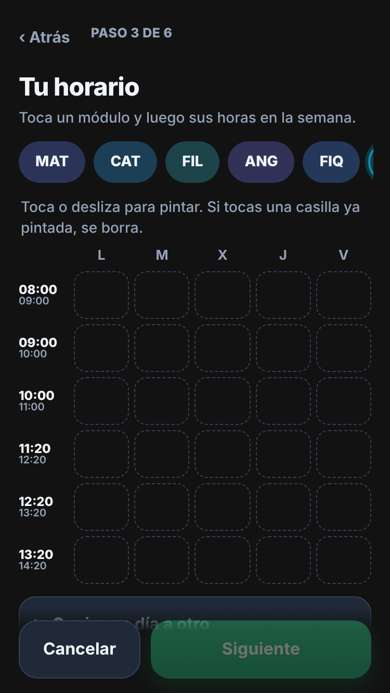 ‹ Atrás PASO 3 DE 6
Tu horario
Toca un módulo y luego sus horas en la semana.
MAT CAT FIL ANG FIQ
Toca o desliza para pintar. Si tocas una casilla ya
pintada, se borra.
L M X J V
08:00
09:00
09:00
10:00
10:00
11:00
11:20
12:20
12:20
13:20
13:20
14:20
día a otro
Cancelar Siguiente